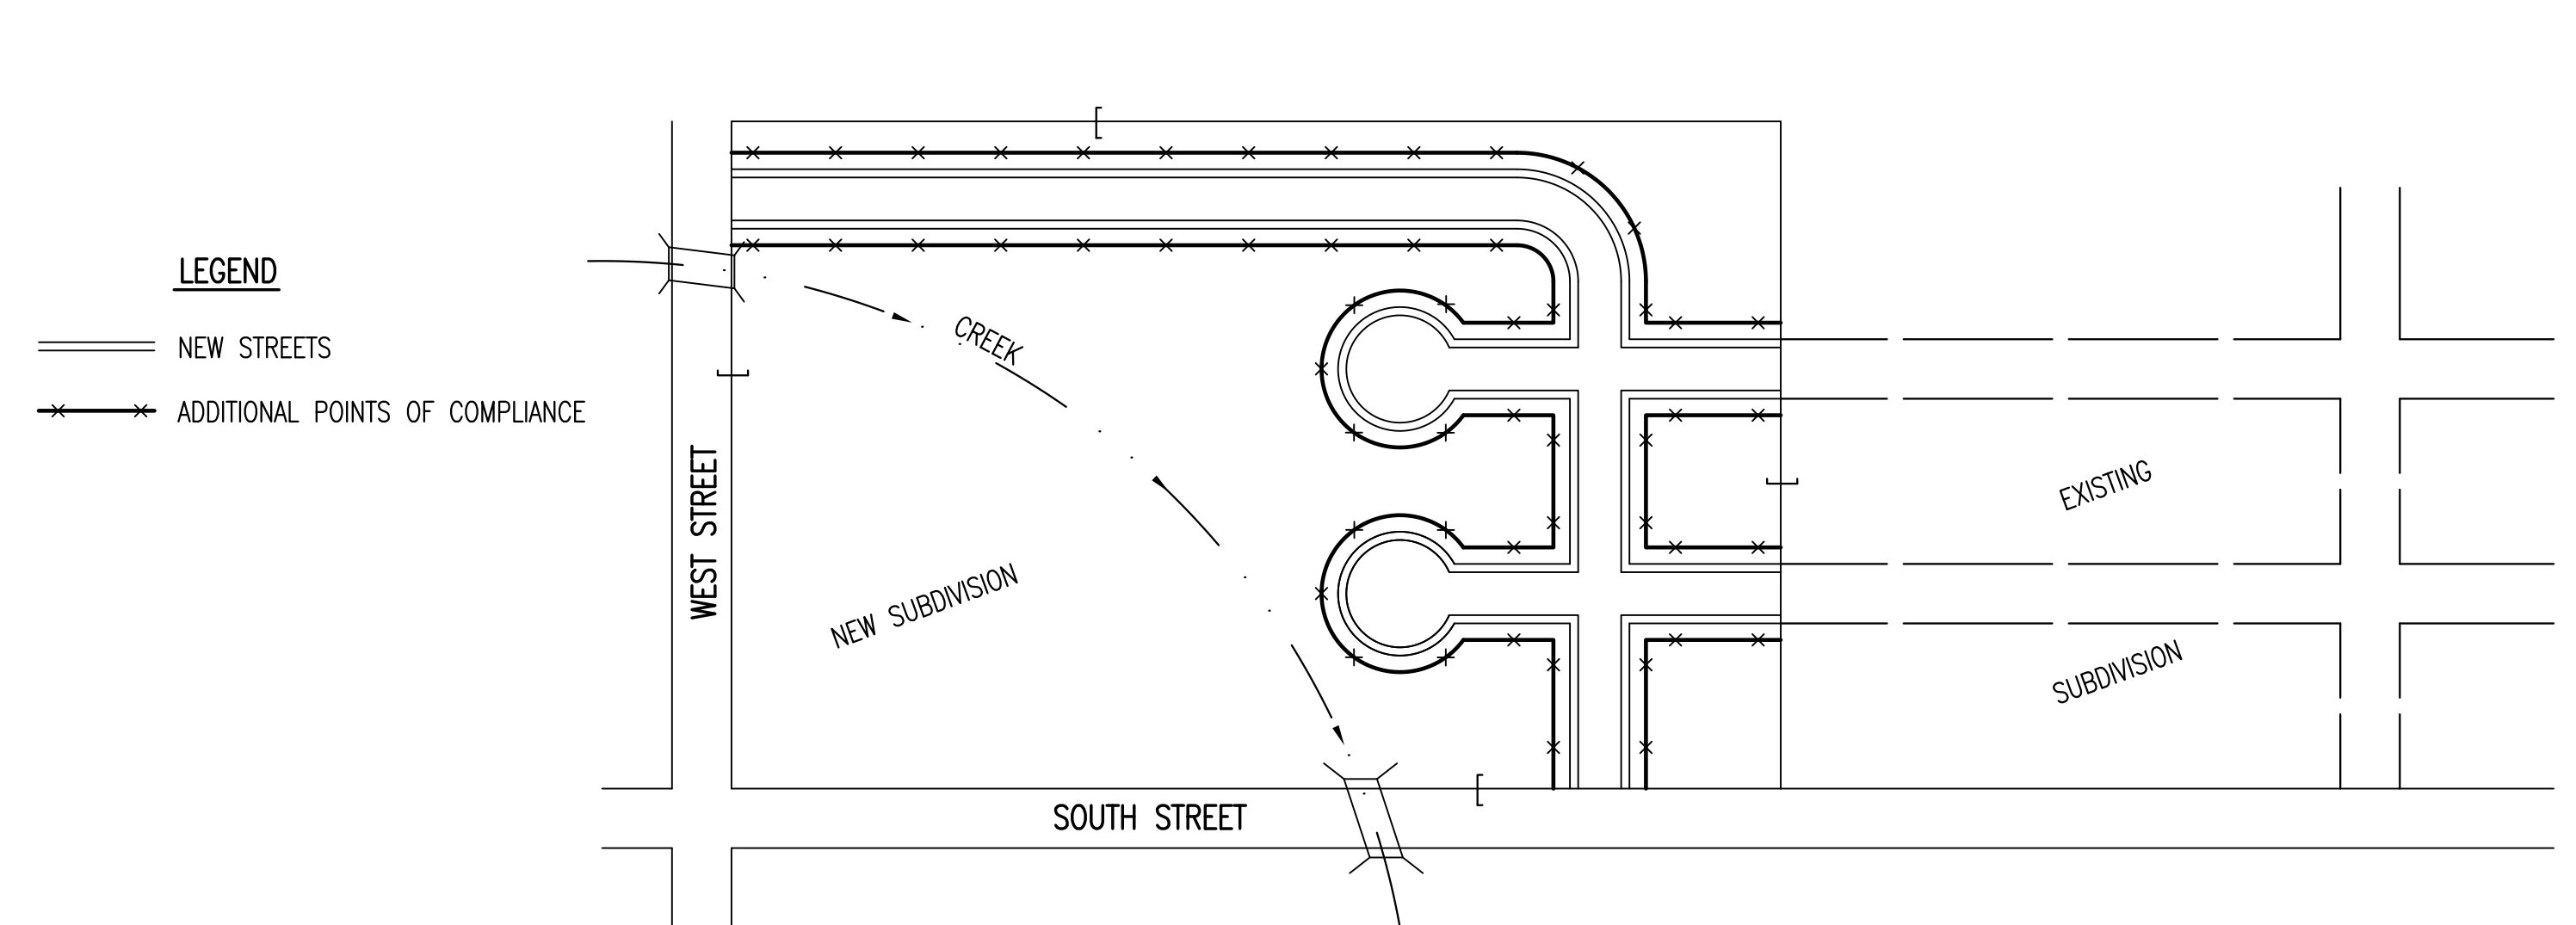 LEGEND
NEW STREETS
ADDITIONAL POINTS OF COMPLIANCE
WEST STREET
CREEK
NEW SUBDIVISION
SOUTH STREET
EXISTING
SUBDIVISION